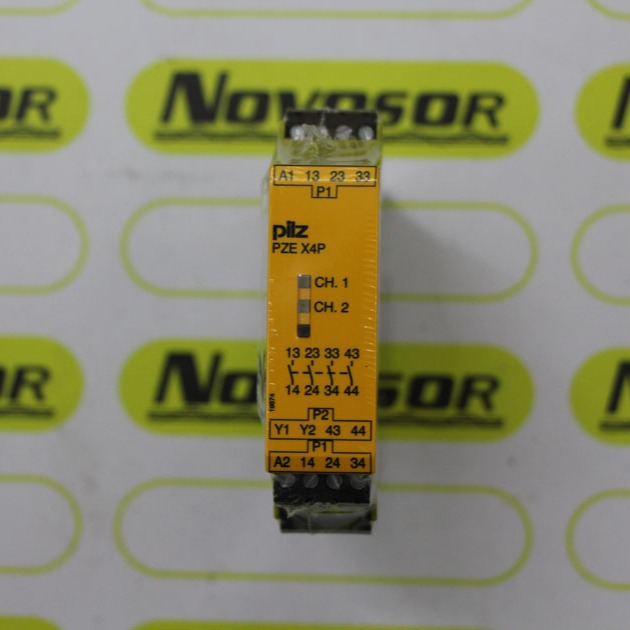 OR
NOVOSOR
A1 13 23 33
P1
pilz
PZE X4P
CH. 1
CH. 2
13 23 33 43
14 24 34 44
P2
Y1 Y2 43 44
P1
A2 14 24 34
OR
NOVOSOR